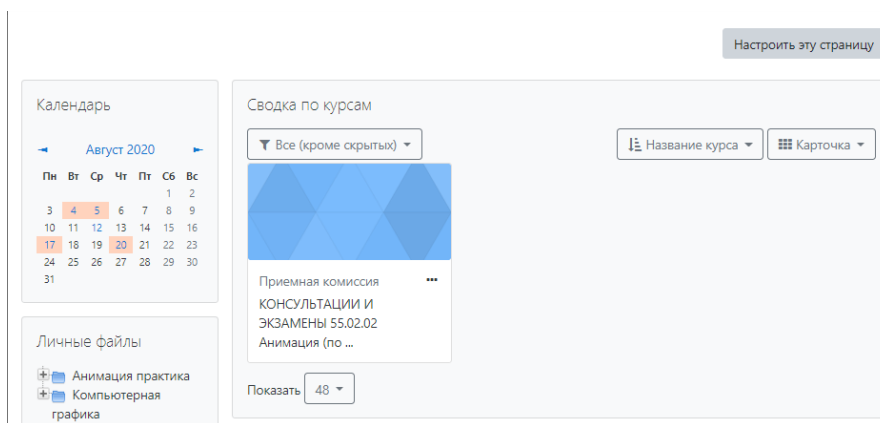 Настроить эту страницу
Календарь
Август 2020
Пн Вт Ср Чт Пт Сб Вс
1 2
3 4 5 6 7 8 9
10 11 12 13 14 15 16
17 18 19 20 21 22 23
24 25 26 27 28 29 30
31
Личные файлы
Анимация практика
Компьютерная
графика
Сводка по курсам
Все (кроме скрытых)
Название курса
Карточка
Приемная комиссия
КОНСУЛЬТАЦИИ И
ЭКЗАМЕНЫ 55.02.02
Анимация (по ...
Показать 48